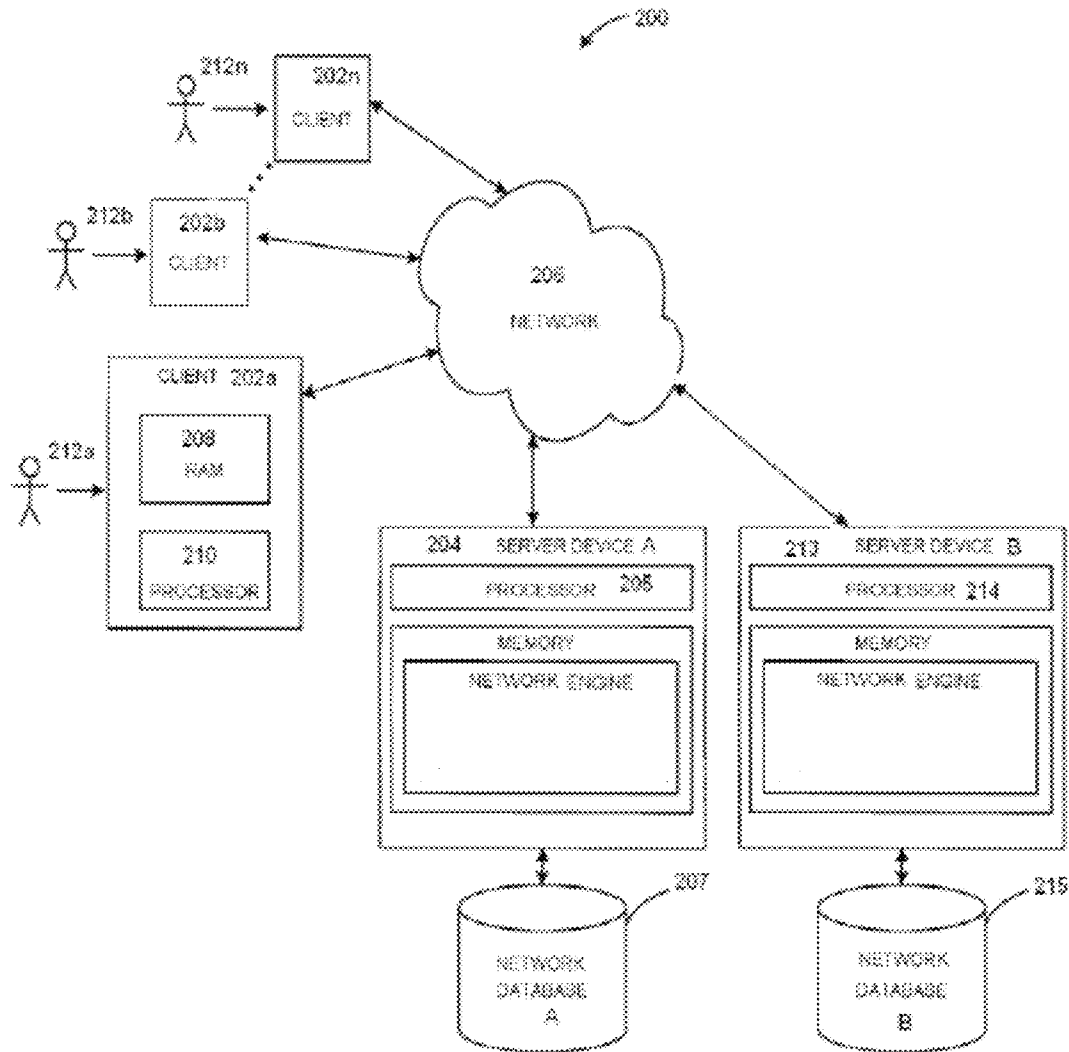 200
212n
202n
CLIENT
212b
202b
CLIENT
206
NETWORK
CLIENT 202a
212a
208
RAM
210
PROCESSOR
204 SERVER DEVICE A
PROCESSOR 205
MEMORY
NETWORK ENGINE
213 SERVER DEVICE B
PROCESSOR 214
MEMORY
NETWORK ENGINE
207
NETWORK
DATABASE
A
215
NETWORK
DATABASE
B